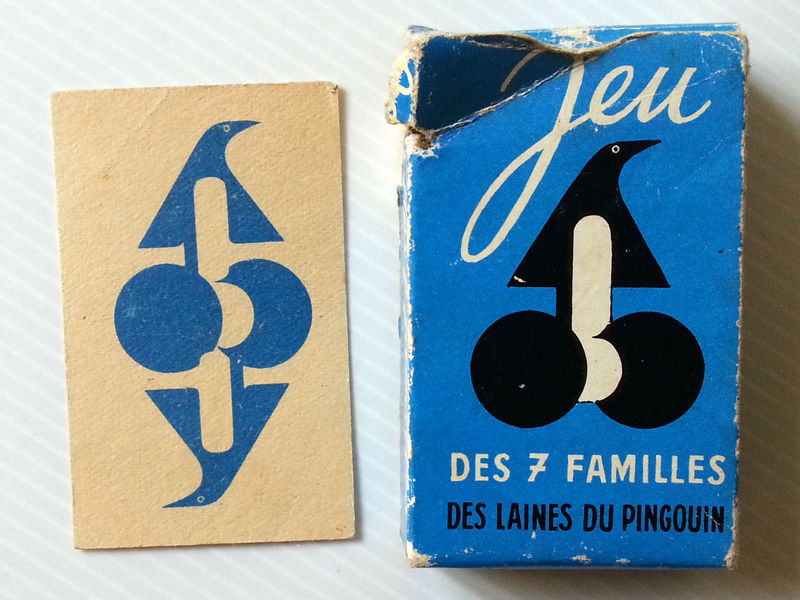 Jeu
DES 7 FAMILLES
DES LAINES DU PINGOUIN